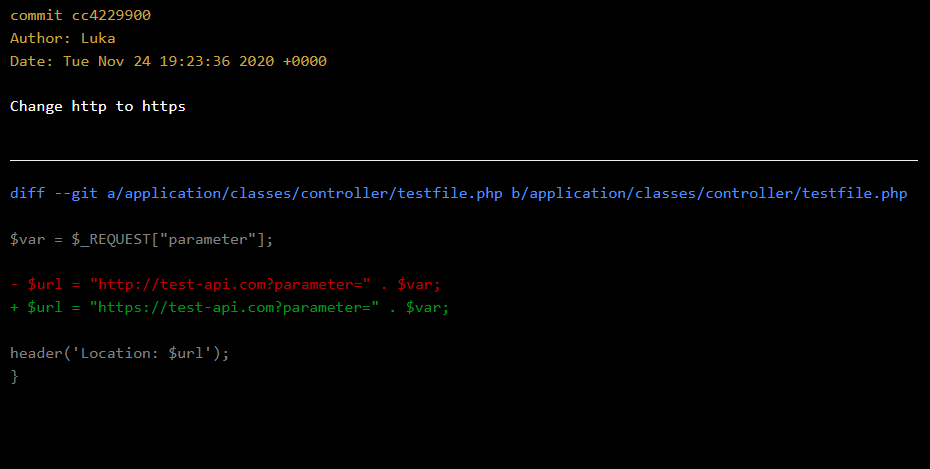 commit cc4229900
Author: Luka
Date: Tue Nov 24 19:23:36 2020 +0000
Change http to https
diff --git a/application/classes/controller/testfile.php b/application/classes/controller/testfile.php
$var = $_REQUEST["parameter"];
- $url = "http://test-api.com?parameter=" . $var;
+ $url = "https://test-api.com?parameter=" . $var;
header('Location: $url');
}